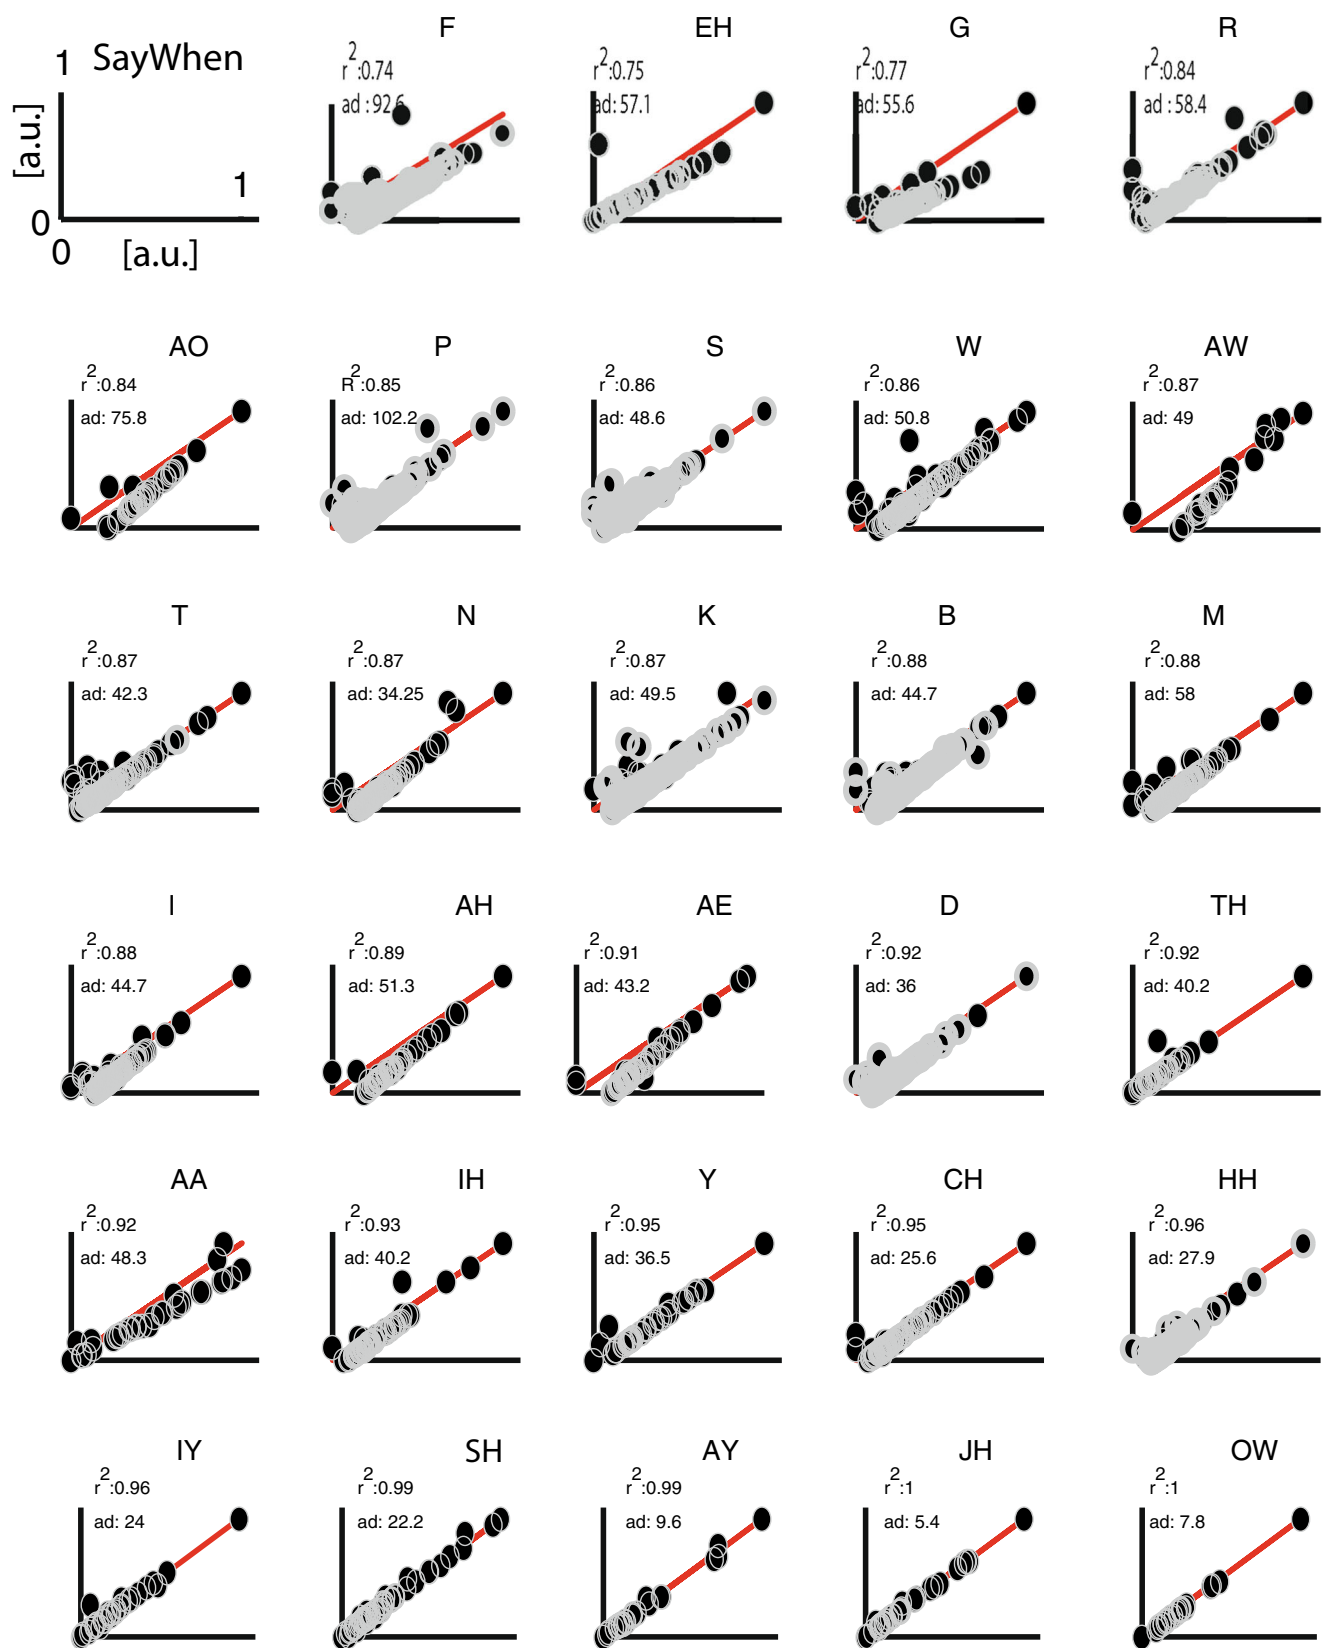 1 SayWhen
[a.u.]
1
0
0 [a.u.]
F
r2:0.74
ad :92.6
EH
r2:0.75
ad:57.1
G
r2:0.77
ad:55.6
R
r2:0.84
ad :58.4
AO
r2:0.84
ad: 75.8
P
R2:0.85
ad: 102.2
S
r2:0.86
ad: 48.6
W
r2:0.86
ad: 50.8
AW
r2:0.87
ad: 49
T
r2:0.87
ad: 42.3
N
r2:0.87
ad: 34.25
K
r2:0.87
ad: 49.5
B
r2:0.88
ad: 44.7
M
r2:0.88
ad: 58
I
r2:0.88
ad: 44.7
AH
r2:0.89
ad: 51.3
AE
r2:0.91
ad: 43.2
D
r2:0.92
ad: 36
TH
r2:0.92
ad: 40.2
AA
r2:0.92
ad: 48.3
IH
r2:0.93
ad: 40.2
Y
r2:0.95
ad: 36.5
CH
r2:0.95
ad: 25.6
HH
r2:0.96
ad: 27.9
IY
r2:0.96
ad: 24
SH
r2:0.99
ad: 22.2
AY
r2:0.99
ad: 9.6
JH
r2:1
ad: 5.4
OW
r2:1
ad: 7.8